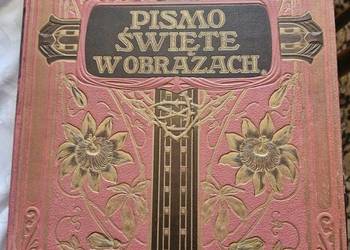 PISMO
ŚWIĘTE
W OBRAZACH.